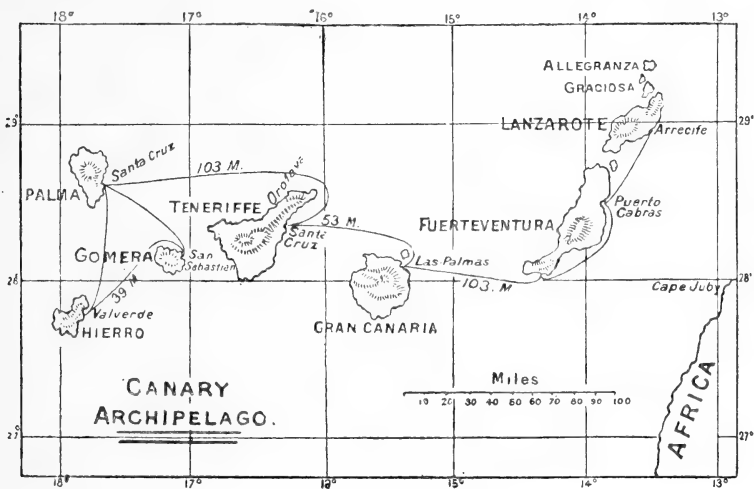 18° 17° 16° 15° 14° 13°
ALLEGRANZA
GRACIOSA
LANZAROTE
29° 29°
Arrecife
Santa Cruz
103 M.
PALMA
Orotava
TENERIFFE
53 M.
Santa
Cruz
Puerto
Cabras
FUERTEVENTURA
GOMERA
San
Sebastien
Las-Palmas
103. M
28° 28°
Cape Juby
39 M
Valverde
HIERRO
GRAN CANARIA
CANARY
ARCHIPELAGO.
Miles
10 20 30 40 50 60 70 80 90 100
AFRICA
27° 27°
18° 17° 16° 15° 14° 13°